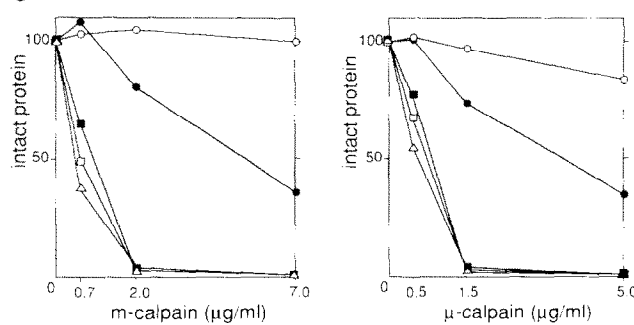 100
50
intact protein
0 0.7 2.0 7.0
m-calpain (µg/ml)
100
50
intact protein
0 0.5 1.5 5.0
µ-calpain (µg/ml)